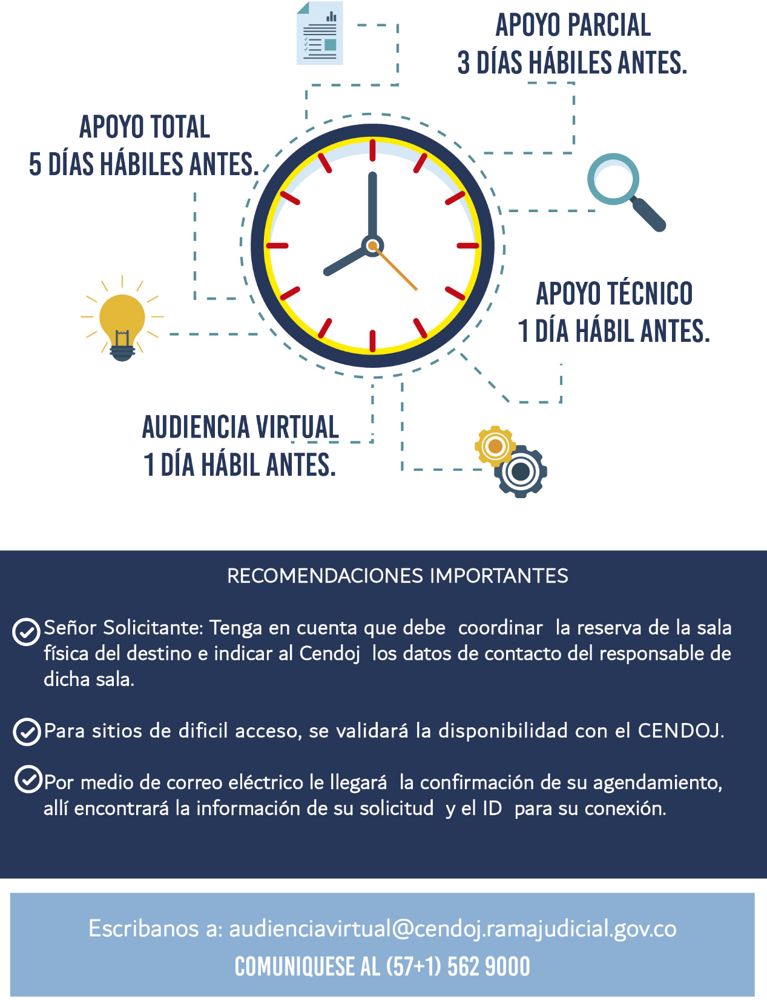 APOYO PARCIAL
3 DÍAS HÁBILES ANTES.
APOYO TOTAL
5 DÍAS HÁBILES ANTES.
APOYO TÉCNICO
1 DÍA HÁBIL ANTES.
AUDIENCIA VIRTUAL
1 DÍA HÁBIL ANTES.
RECOMENDACIONES IMPORTANTES
Señor Solicitante: Tenga en cuenta que debe coordinar la reserva de la sala
física del destino e indicar al Cendoj los datos de contacto del responsable de
dicha sala.
Para sitios de dificil acceso, se validará la disponibilidad con el CENDOJ.
Por medio de correo eléctrico le llegará la confirmación de su agendamiento,
allí encontrará la información de su solicitud y el ID para su conexión.
Escribanos a: audienciavirtual@cendoj.ramajudicial.gov.co
COMUNIQUESE AL (57+1) 562 9000